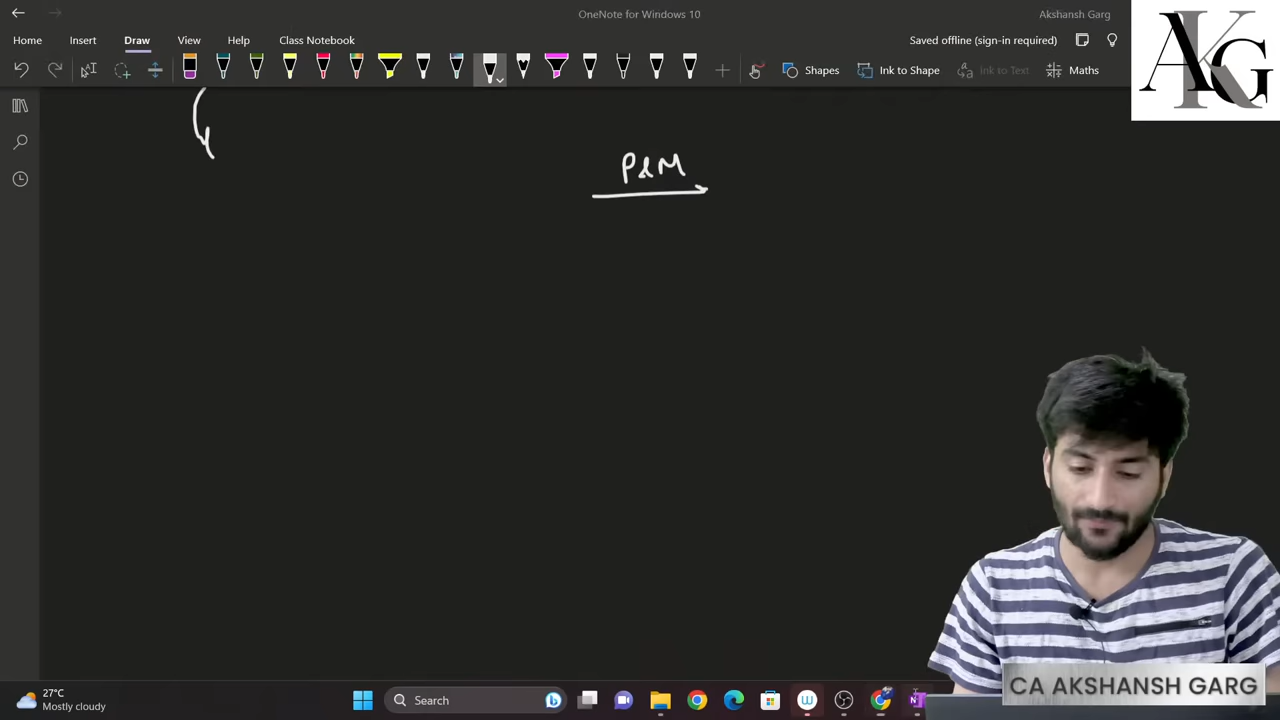 OneNote for Windows 10
Akshansh Garg
Home Insert Draw View Help Class Notebook
Saved offline (sign-in required)
Shapes Ink to Shape Ink to Text Maths
AKG
P&M
CA AKSHANSH GARG
27°C
Mostly cloudy
Search